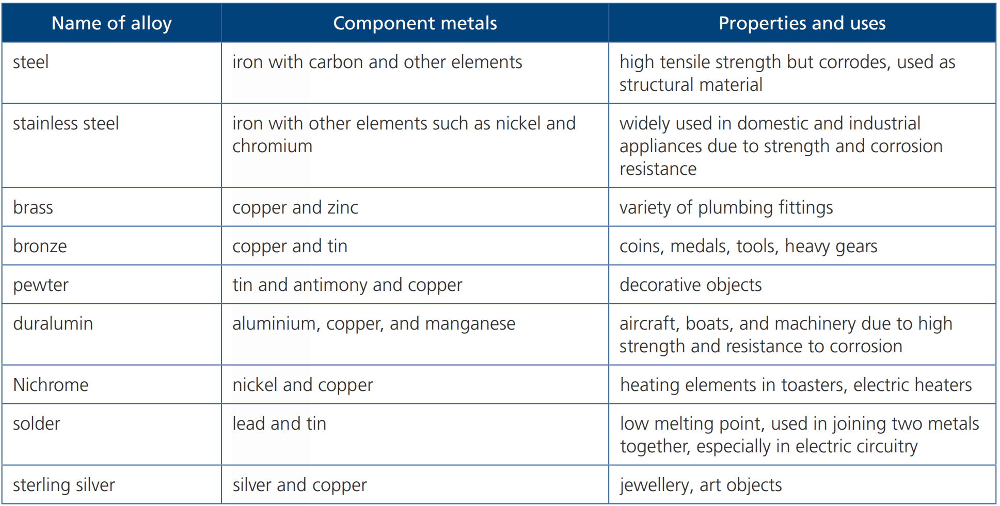 Name of alloy
Component metals
Properties and uses
steel
iron with carbon and other elements
high tensile strength but corrodes, used as
structural material
stainless steel
iron with other elements such as nickel and
chromium
widely used in domestic and industrial
appliances due to strength and corrosion
resistance
brass
copper and zinc
variety of plumbing fittings
bronze
copper and tin
coins, medals, tools, heavy gears
pewter
tin and antimony and copper
decorative objects
duralumin
aluminium, copper, and manganese
aircraft, boats, and machinery due to high
strength and resistance to corrosion
Nichrome
nickel and copper
heating elements in toasters, electric heaters
solder
lead and tin
low melting point, used in joining two metals
together, especially in electric circuitry
sterling silver
silver and copper
jewellery, art objects